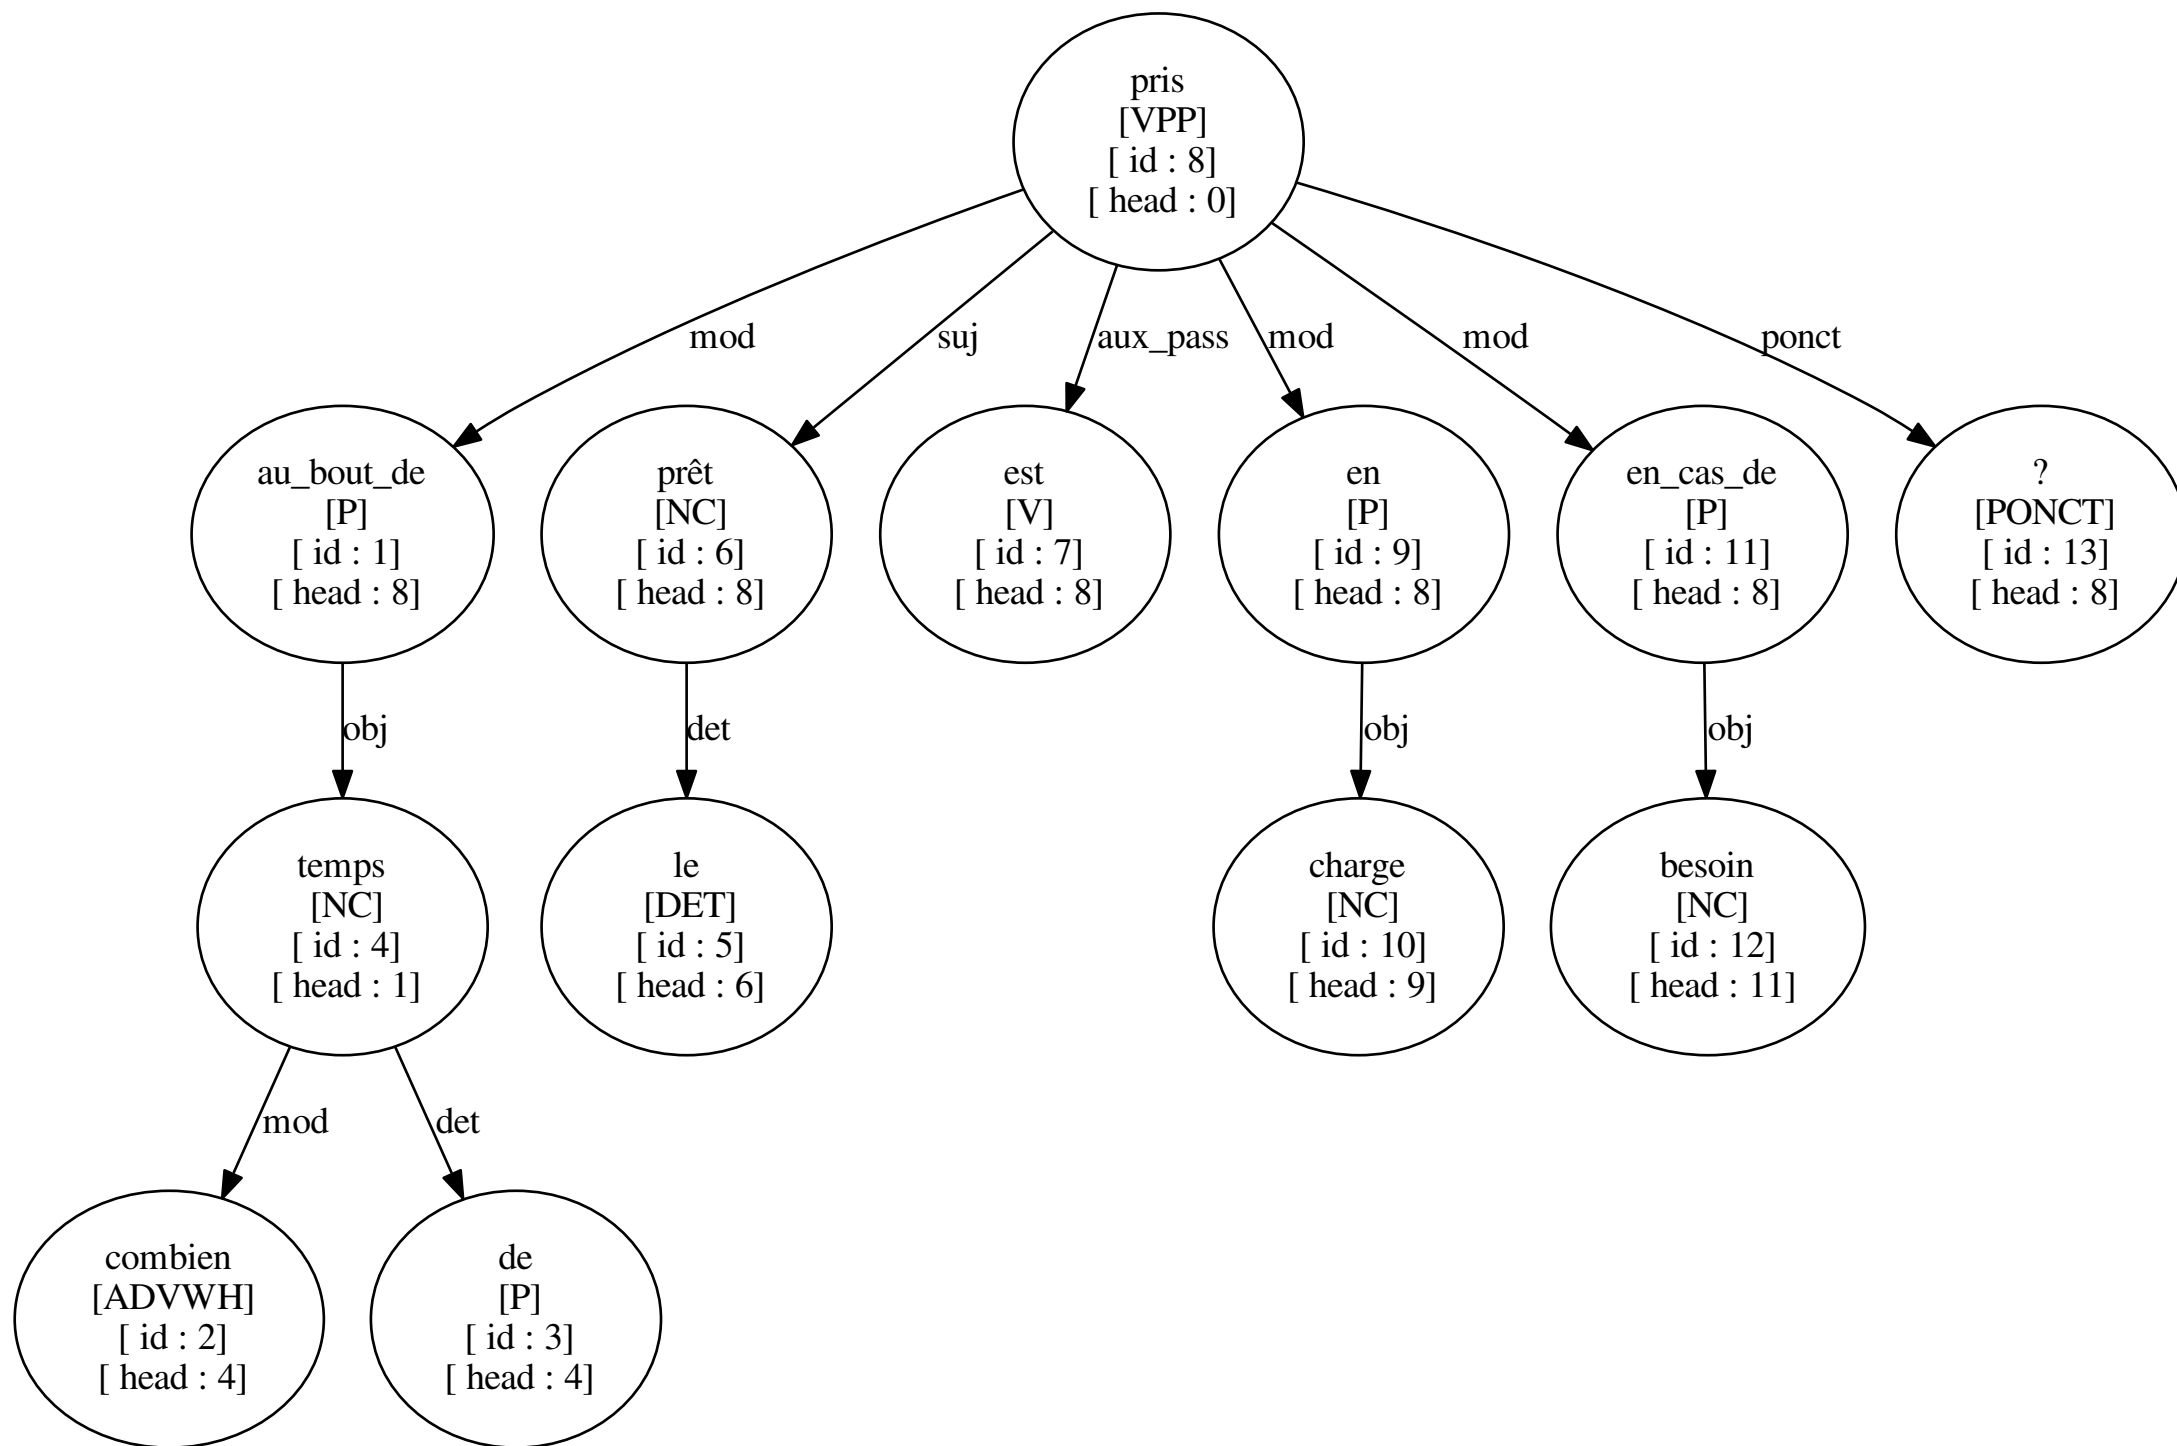 pris
[VPP]
[ id : 8]
[ head : 0]
mod
suj
aux_pass
mod
mod
ponct
au_bout_de
[P]
[ id : 1]
[ head : 8]
prêt
[NC]
[ id : 6]
[ head : 8]
est
[V]
[ id : 7]
[ head : 8]
en
[P]
[ id : 9]
[ head : 8]
en_cas_de
[P]
[ id : 11]
[ head : 8]
?
[PONCT]
[ id : 13]
[ head : 8]
obj
det
obj
obj
temps
[NC]
[ id : 4]
[ head : 1]
le
[DET]
[ id : 5]
[ head : 6]
charge
[NC]
[ id : 10]
[ head : 9]
besoin
[NC]
[ id : 12]
[ head : 11]
mod
det
combien
[ADVWH]
[ id : 2]
[ head : 4]
de
[P]
[ id : 3]
[ head : 4]